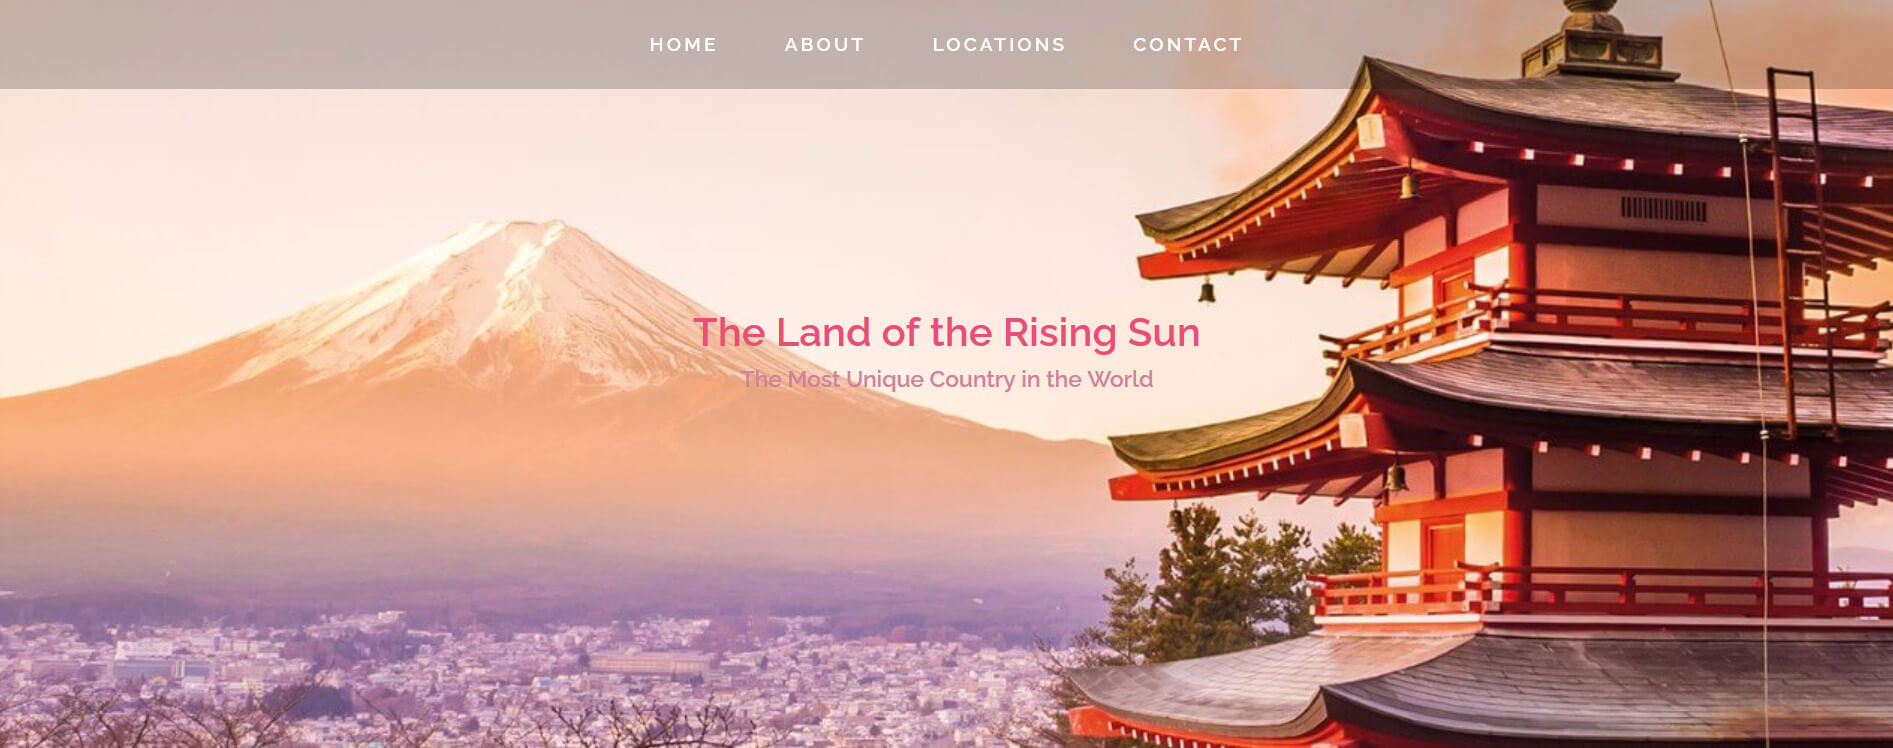 HOME ABOUT LOCATIONS CONTACT
The Land of the Rising Sun
The Most Unique Country in the World